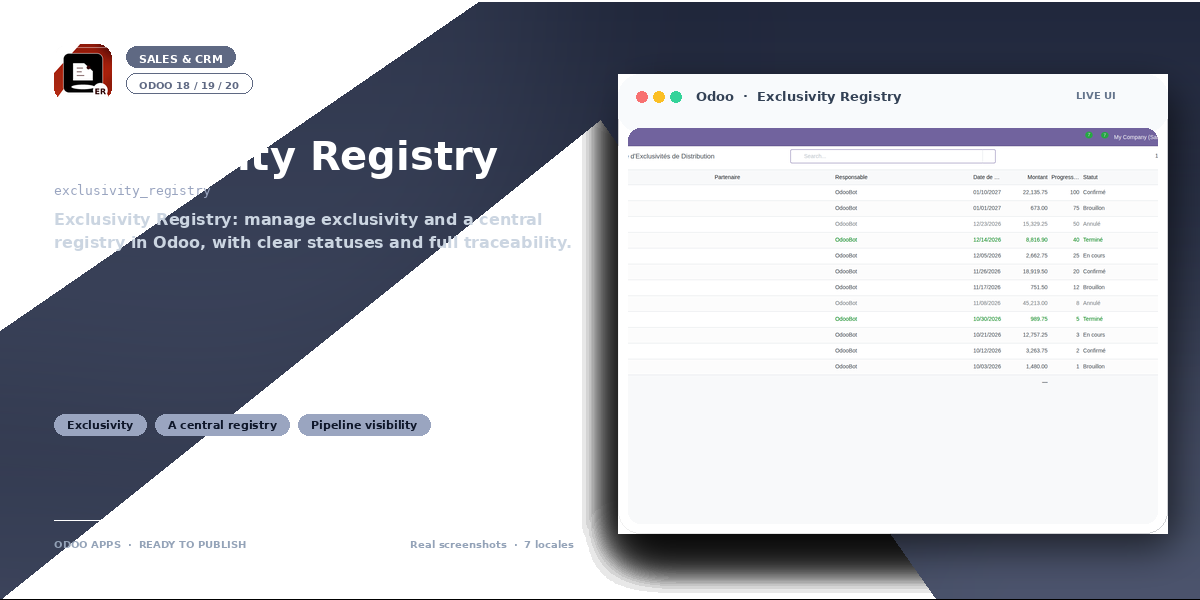 SALES & CRM
ODOO 18 / 19 / 20
ER
ity Registry
exclusivity_registry
Exclusivity Registry: manage exclusivity and a central
registry in Odoo, with clear statuses and full traceability.
Exclusivity
A central registry
Pipeline visibility
ODOO APPS · READY TO PUBLISH
Real screenshots · 7 locales
Odoo · Exclusivity Registry
LIVE UI
My Company (Sa
d'Exclusivités de Distribution
Search...
1
Partenaire Responsable Date de ... Montant Progress... Statut
OdooBot 01/10/2027 22,135.75 100 Confirmé
OdooBot 01/01/2027 673.00 75 Brouillon
OdooBot 12/23/2026 15,329.25 50 Annulé
OdooBot 12/14/2026 8,816.90 40 Terminé
OdooBot 12/05/2026 2,662.75 25 En cours
OdooBot 11/26/2026 18,919.50 20 Confirmé
OdooBot 11/17/2026 751.50 12 Brouillon
OdooBot 11/08/2026 45,213.00 8 Annulé
OdooBot 10/30/2026 989.75 5 Terminé
OdooBot 10/21/2026 12,757.25 3 En cours
OdooBot 10/12/2026 3,263.75 2 Confirmé
OdooBot 10/03/2026 1,480.00 1 Brouillon